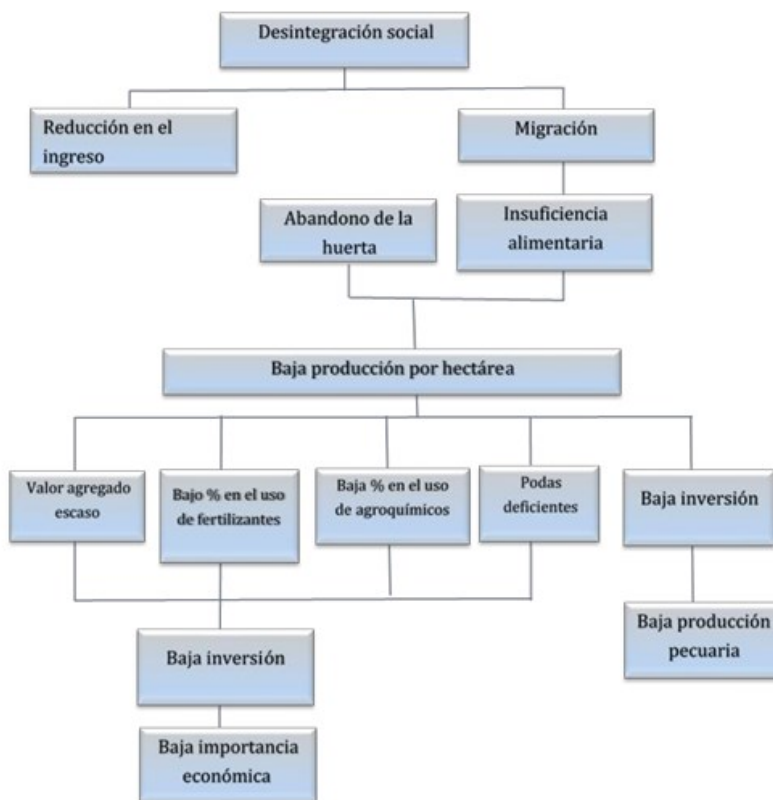 Desintegración social
Reducción en el
ingreso
Migración
Abandono de la
huerta
Insuficiencia
alimentaria
Baja producción por hectárea
Valor agregado
escaso
Bajo % en el uso
de fertilizantes
Baja % en el uso
de agroquímicos
Podas
deficientes
Baja inversión
Baja inversión
Baja producción
pecuaria
Baja importancia
económica